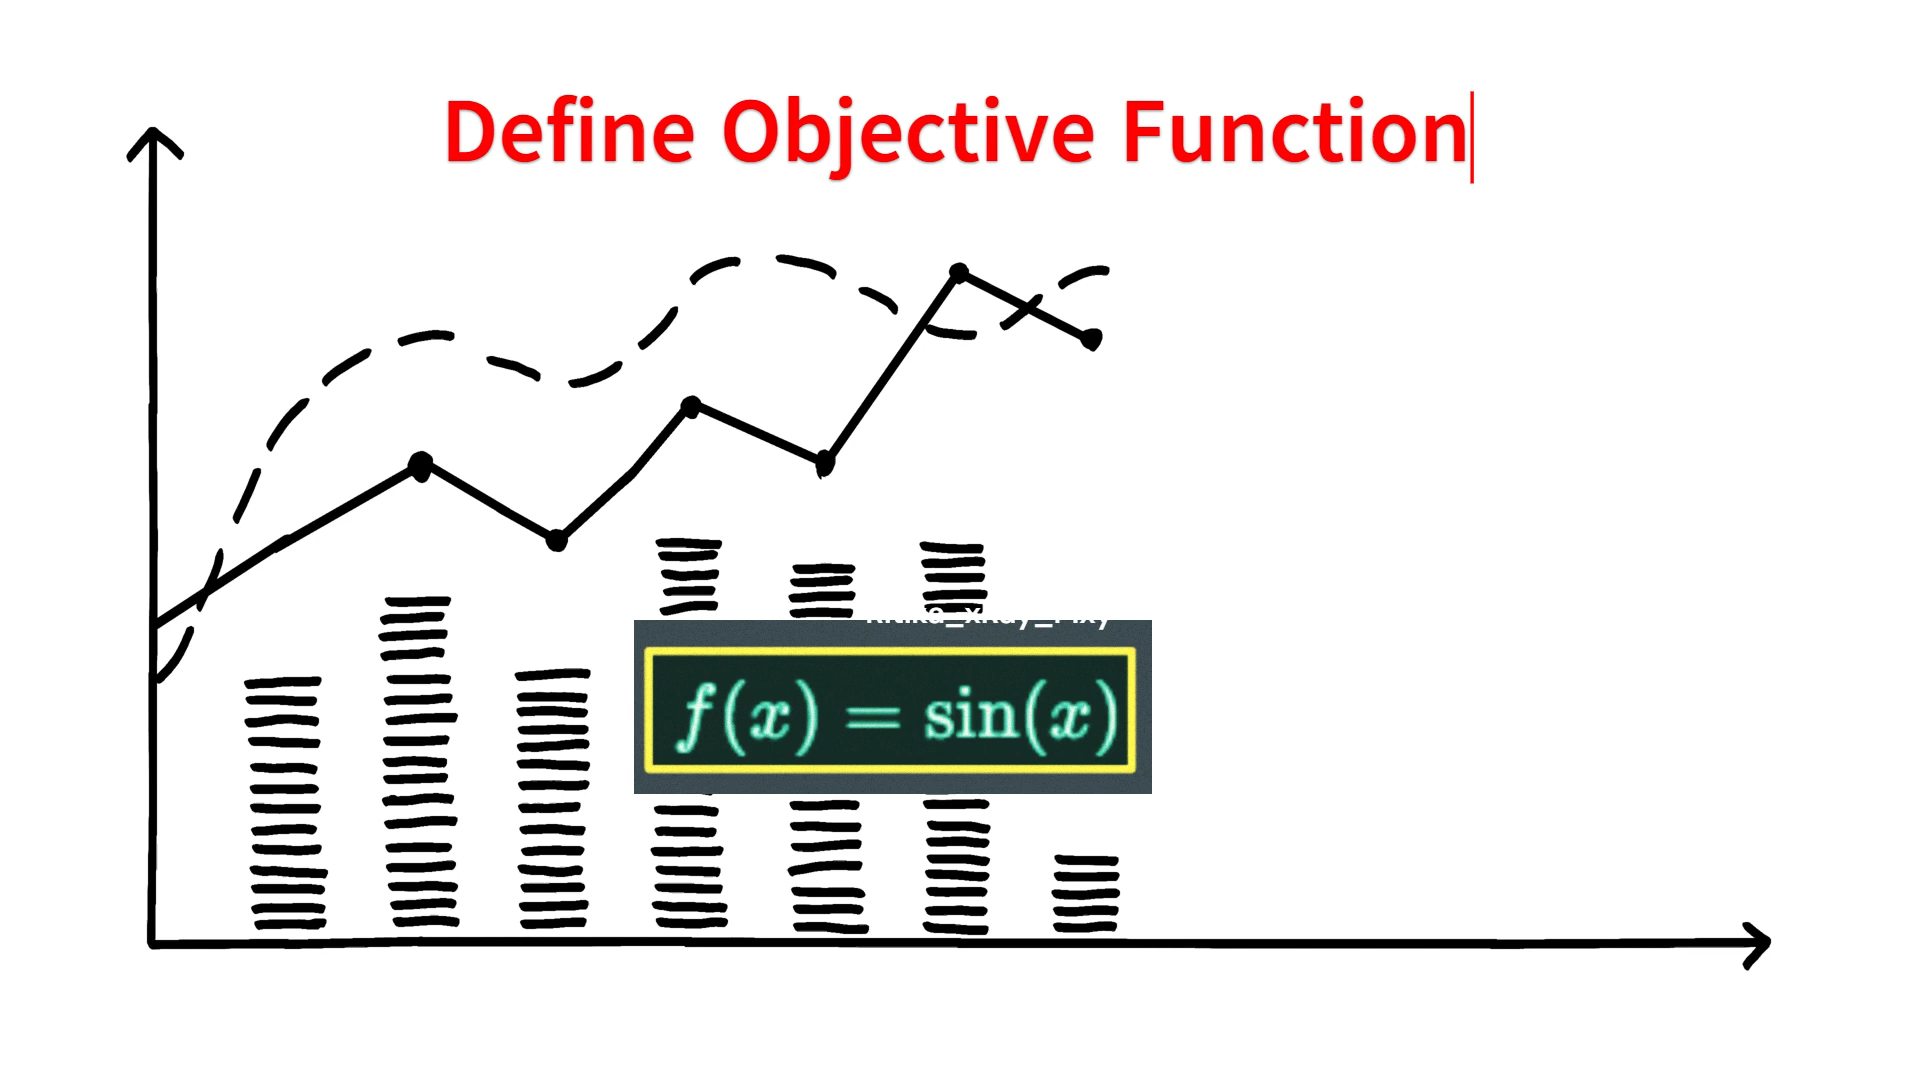 Define Objective Function
f(x) = sin(x)